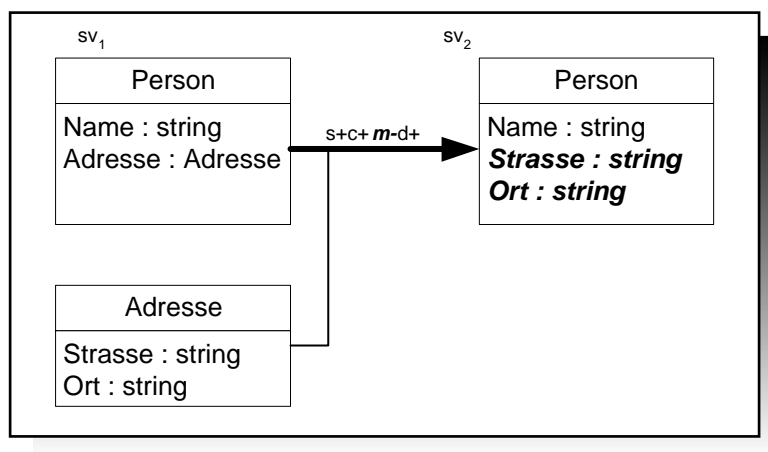 sv1
sv2
Person
Name : string
Adresse : Adresse
s+c+m-d+
Person
Name : string
Strasse : string
Ort : string
Adresse
Strasse : string
Ort : string